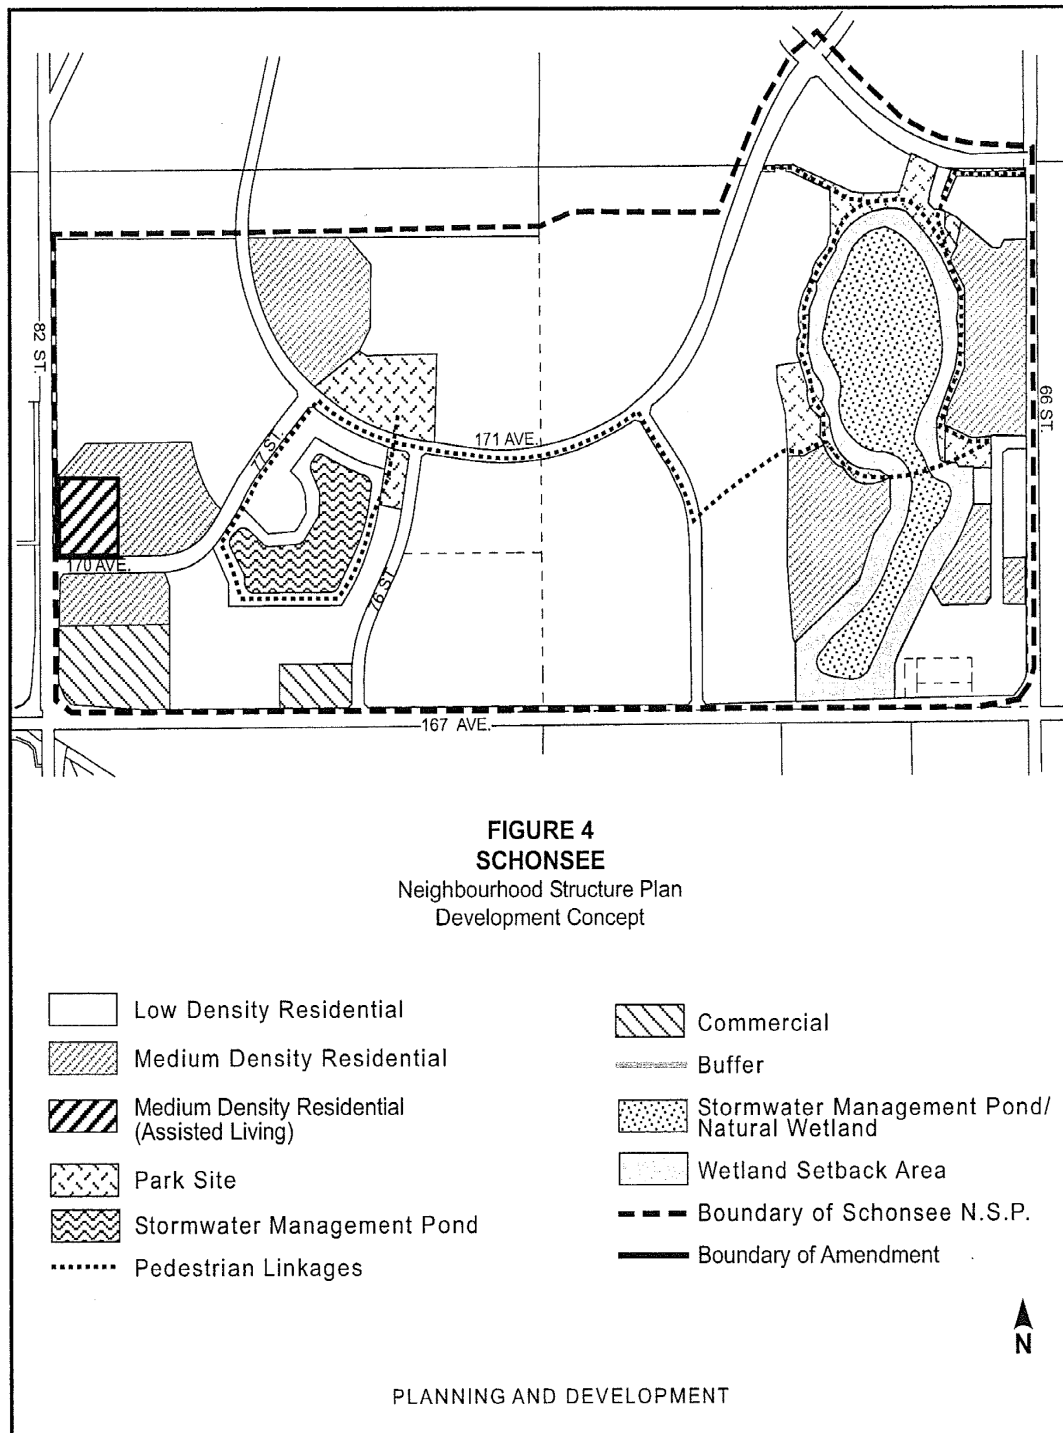 82 ST.
66 ST.
77 ST.
171 AVE.
170 AVE.
76 ST
167 AVE.
FIGURE 4
SCHONSEE
Neighbourhood Structure Plan
Development Concept
Low Density Residential
Medium Density Residential
Medium Density Residential
(Assisted Living)
Park Site
Stormwater Management Pond
Pedestrian Linkages
Commercial
Buffer
Stormwater Management Pond/
Natural Wetland
Wetland Setback Area
Boundary of Schonsee N.S.P.
Boundary of Amendment
N
PLANNING AND DEVELOPMENT